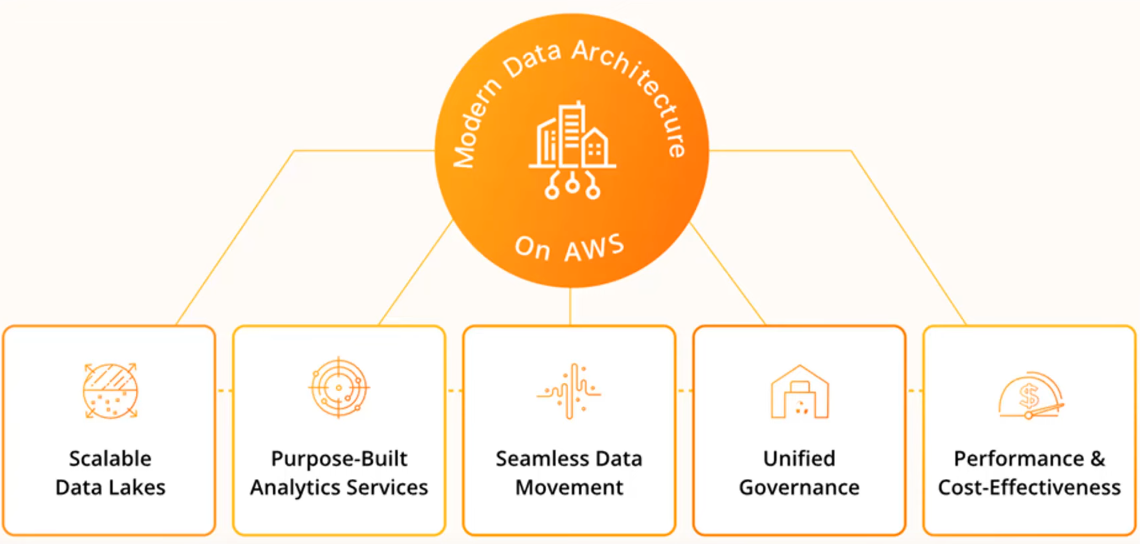 Modern Data Architecture
On AWS
Scalable
Data Lakes
Purpose-Built
Analytics Services
Seamless Data
Movement
Unified
Governance
$
Performance &
Cost-Effectiveness